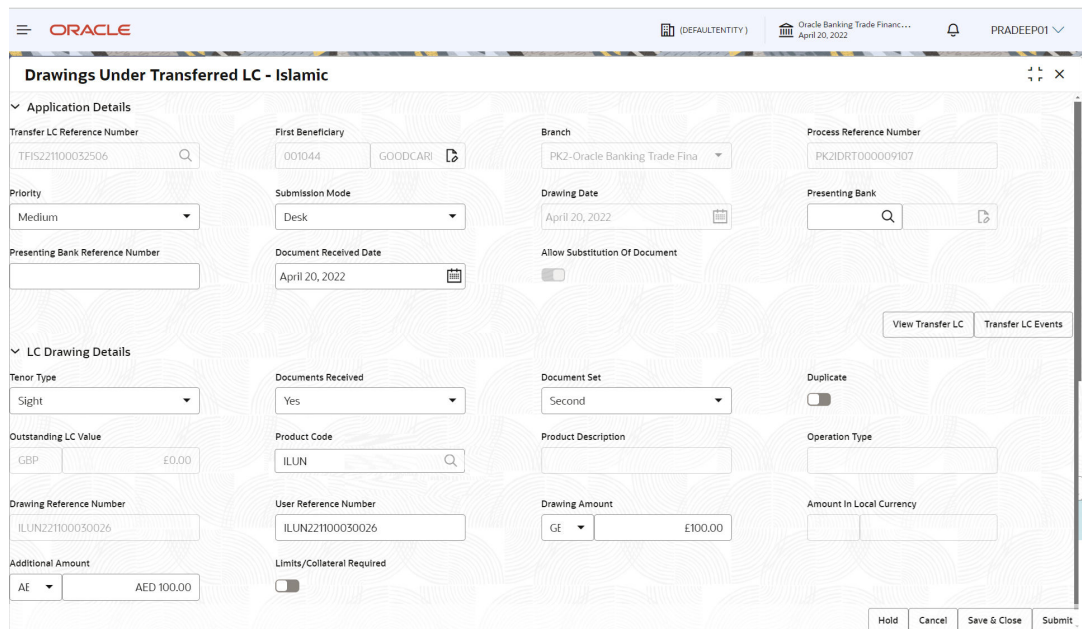 ORACLE
(DEFAULTENTITY)
Oracle Banking Trade Financ...
April 20, 2022
PRADEEP01
Drawings Under Transferred LC - Islamic
Application Details
Transfer LC Reference Number First Beneficiary Branch Process Reference Number
TFIS221100032506 001044 GOODCARI PK2-Oracle Banking Trade Fina PK2IDRT000009107
Priority Submission Mode Drawing Date Presenting Bank
Medium Desk April 20, 2022
Presenting Bank Reference Number Document Received Date Allow Substitution Of Document
April 20, 2022
View Transfer LC Transfer LC Events
LC Drawing Details
Tenor Type Documents Received Document Set Duplicate
Sight Yes Second
Outstanding LC Value Product Code Product Description Operation Type
GBP £0.00 ILUN
Drawing Reference Number User Reference Number Drawing Amount Amount In Local Currency
ILUN221100030026 ILUN221100030026 £100.00
Additional Amount Limits/Collateral Required
AED 100.00
Hold Cancel Save & Close Submit